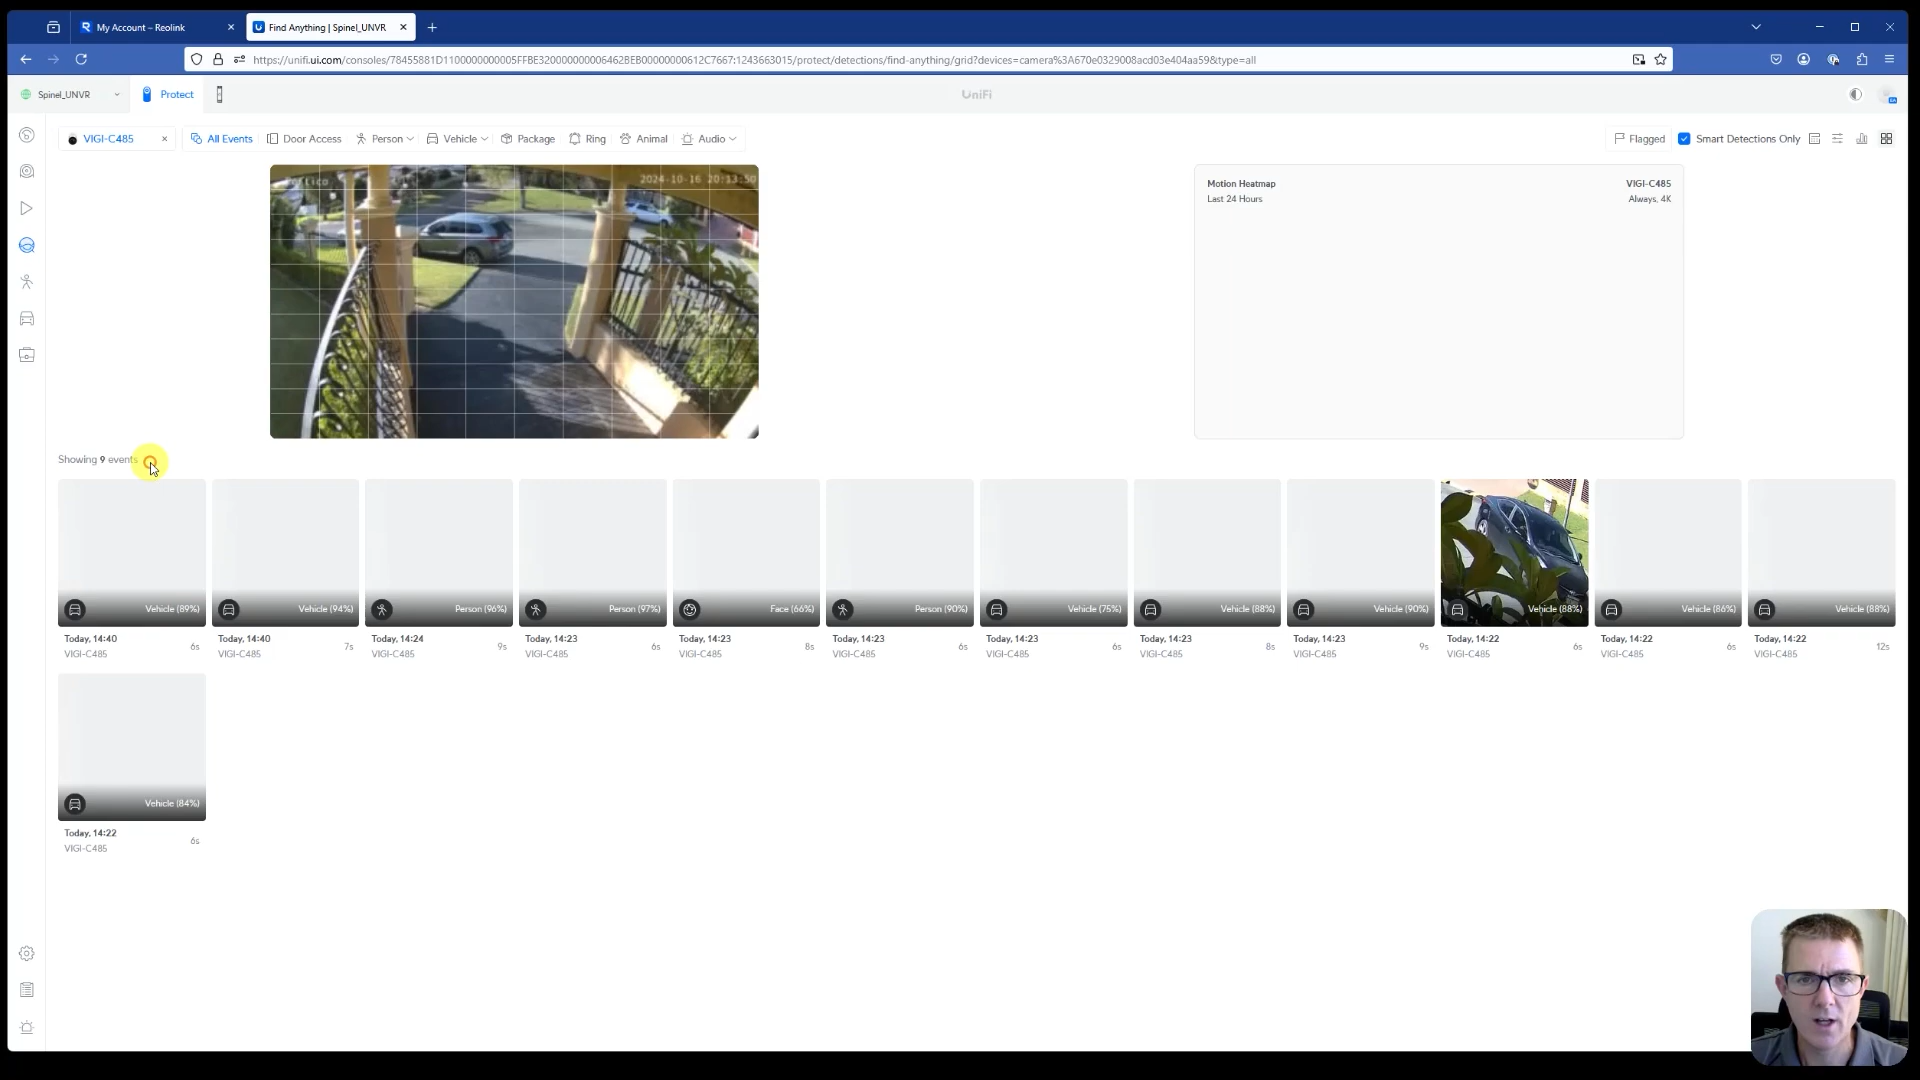 My Account – Reolink
Find Anything | Spinel_UNVR
https://unifi.ui.com/consoles/78455881D1100000000005FFBE320000000006462BEB00000000612C7667:1243663015/protect/detections/find-anything/grid?devices=camera%3A670e0329008acd03e404aa59&type=all
Spinel_UNVR
Protect
UniFi
VIGI-C485
All Events
Door Access
Person
Vehicle
Package
Ring
Animal
Audio
Flagged
Smart Detections Only
2024-10-16 20:13:50
Motion Heatmap
VIGI-C485
Last 24 Hours
Always, 4K
Showing 9 events
Vehicle (89%)
Vehicle (94%)
Person (96%)
Person (97%)
Face (66%)
Person (90%)
Vehicle (75%)
Vehicle (88%)
Vehicle (90%)
Vehicle (88%)
Vehicle (86%)
Vehicle (88%)
Today, 14:40
VIGI-C485
6s
Today, 14:40
VIGI-C485
7s
Today, 14:24
VIGI-C485
9s
Today, 14:23
VIGI-C485
6s
Today, 14:23
VIGI-C485
8s
Today, 14:23
VIGI-C485
6s
Today, 14:23
VIGI-C485
6s
Today, 14:23
VIGI-C485
8s
Today, 14:23
VIGI-C485
9s
Today, 14:22
VIGI-C485
6s
Today, 14:22
VIGI-C485
6s
Today, 14:22
VIGI-C485
12s
Vehicle (84%)
Today, 14:22
VIGI-C485
6s